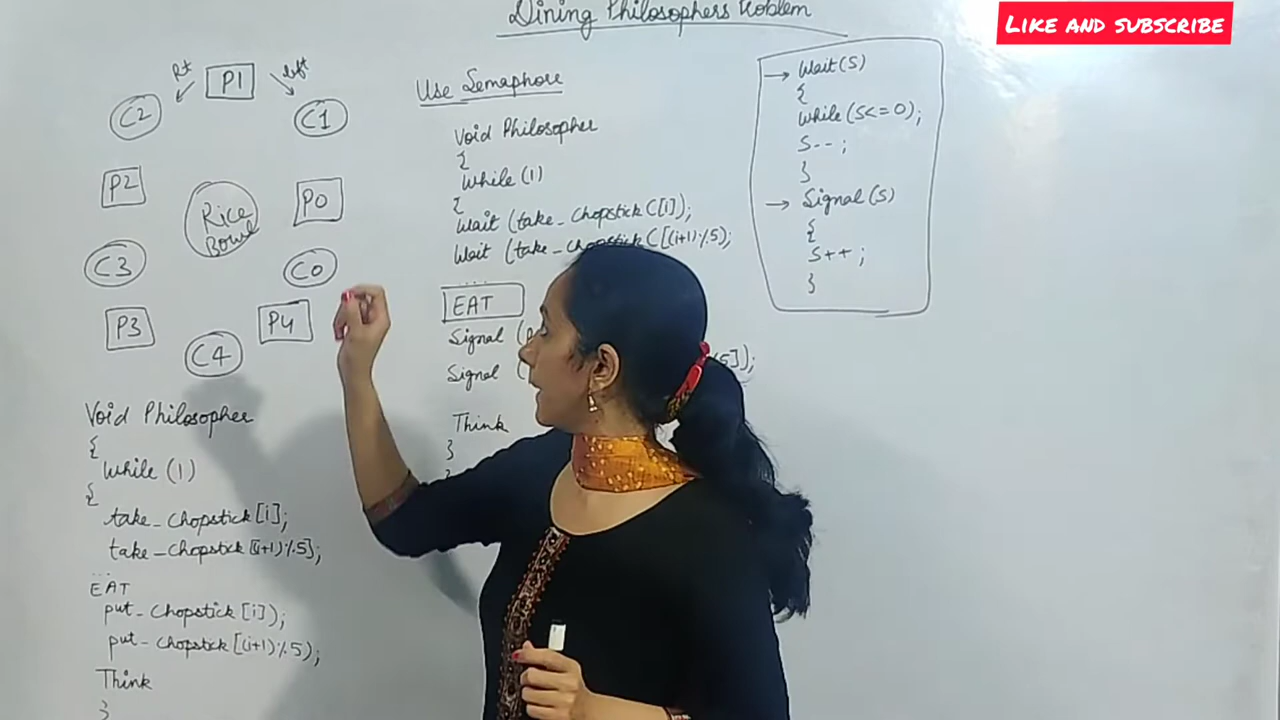 Dining Philosophers Problem
LIKE AND SUBSCRIBE
Rt
left
P1
C2
C1
P2
P0
Rice
Bowl
C3
C0
P3
P4
C4
Void Philosopher
{
While (1)
{
take_Chopstick [i];
take_Chopstick [(i+1)%5];
...
EAT
put_Chopstick [i]);
put_Chopstick [(i+1)%5);
Think
}
Use Semaphore
Void Philosopher
{
While (1)
{
Wait (take_Chopstick C[i]);
Wait (take_Chopstick C[(i+1)%5);
...
EAT
Signal (
Signal ( %5]);
Think
}
→ Wait (S)
{
While (S<=0);
S--;
}
→ Signal (S)
{
S++;
}